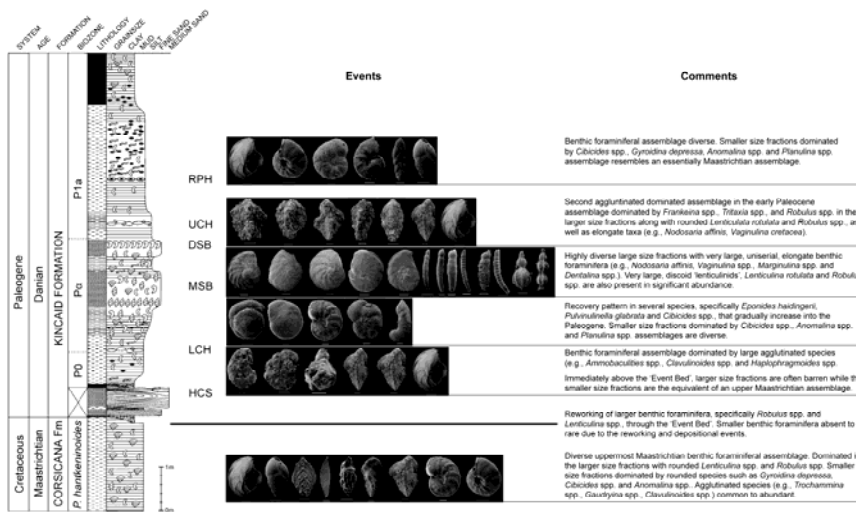 SYSTEM
AGE
FORMATION
BIOZONE
LITHOLOGY
GRAINSIZE
CLAY
MUD
SILT
FINE SAND
MEDIUM SAND
Events
Comments
Paleogene
Danian
KINCAID FORMATION
P1a
Pα
P0
Cretaceous
Maastrichtian
CORSICANA Fm
P. hantkeninoides
1m
0m
RPH
UCH
DSB
MSB
LCH
HCS
Benthic foraminiferal assemblage diverse. Smaller size fractions dominated
by Cibicides spp., Gyroidina depressa, Anomalina spp. and Planulina spp.
assemblage resembles an essentially Maastrichtian assemblage.
Second agglutinated dominated assemblage in the early Paleocene
assemblage dominated by Frankeina spp., Tritaxia spp., and Robulus spp. in the
larger size fractions along with rounded Lenticulata rotulata and Robulus spp., as
well as elongate taxa (e.g., Nodosaria affinis, Vaginulina cretacea).
Highly diverse large size fractions with very large, uniserial, elongate benthic
foraminifera (e.g., Nodosaria affinis, Vaginulina spp., Marginulina spp. and
Dentalina spp.). Very large, discoid 'lenticulinids', Lenticulina rotulata and Robulus
spp. are also present in significant abundance.
Recovery pattern in several species, specifically Eponides haidingerii,
Pulvinulinella glabrata and Cibicides spp., that gradually increase into the
Paleogene. Smaller size fractions dominated by Cibicides spp., Anomalina spp.
and Planulina spp. assemblages are diverse.
Benthic foraminiferal assemblage dominated by large agglutinated species
(e.g., Ammobaculities spp., Clavulinoides spp. and Haplophragmoides spp.
Immediately above the 'Event Bed', larger size fractions are often barren while the
smaller size fractions are the equivalent of an upper Maastrichtian assemblage.
Reworking of larger benthic foraminifera, specifically Robulus spp. and
Lenticulina spp., through the 'Event Bed'. Smaller benthic foraminifera absent to
rare due to the reworking and depositional events.
Diverse uppermost Maastrichtian benthic foraminiferal assemblage. Dominated in
the larger size fractions with rounded Lenticulina spp. and Robulus spp. Smaller
size fractions dominated by rounded species such as Gyroidina depressa,
Cibicides spp. and Anomalina spp.. Agglutinated species (e.g., Trochammina
spp., Gaudryina spp., Clavulinoides spp.) common to abundant.